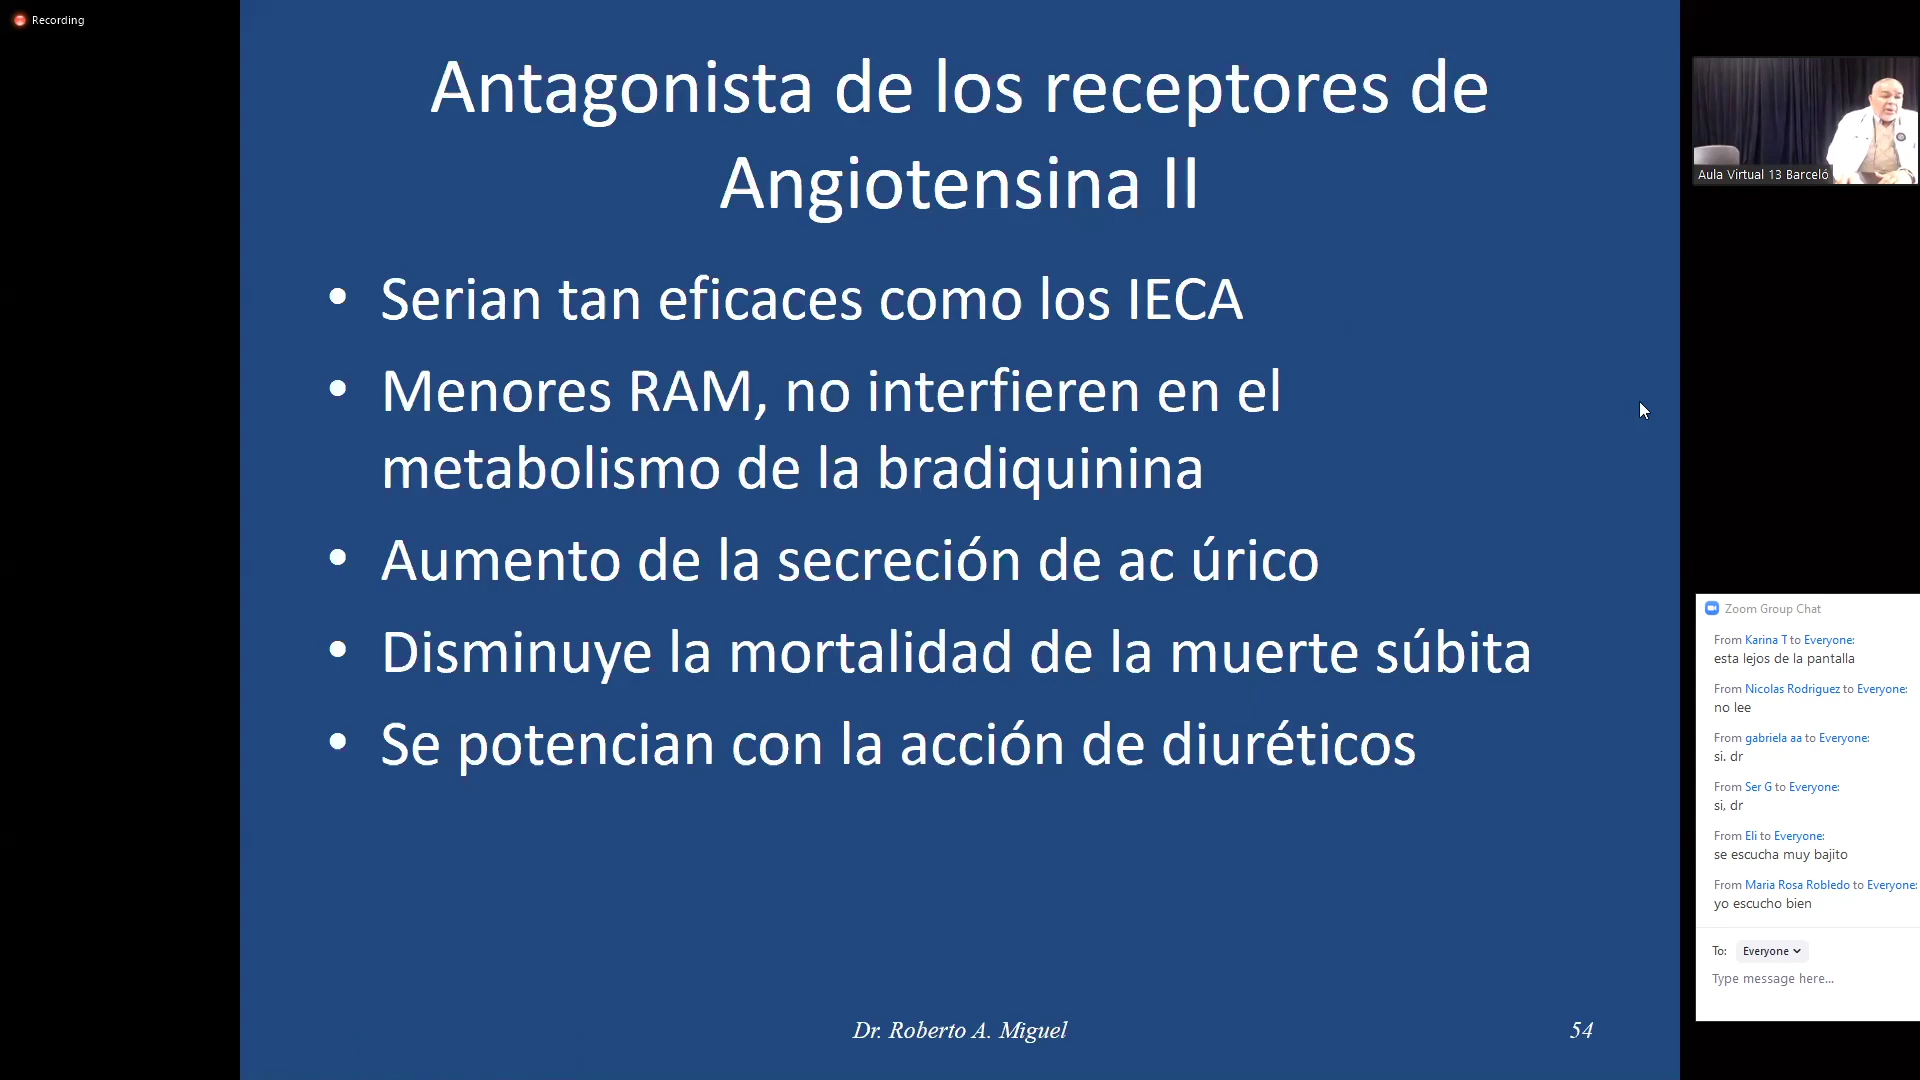 Recording
Antagonista de los receptores de
Angiotensina II
• Serian tan eficaces como los IECA
• Menores RAM, no interfieren en el
metabolismo de la bradiquinina
• Aumento de la secreción de ac úrico
• Disminuye la mortalidad de la muerte súbita
• Se potencian con la acción de diuréticos
Dr. Roberto A. Miguel
54
Aula Virtual 13 Barceló
Zoom Group Chat
From Karina T to Everyone:
esta lejos de la pantalla
From Nicolas Rodriguez to Everyone:
no lee
From gabriela aa to Everyone:
si. dr
From Ser G to Everyone:
si, dr
From Eli to Everyone:
se escucha muy bajito
From Maria Rosa Robledo to Everyone:
yo escucho bien
To: Everyone
Type message here...